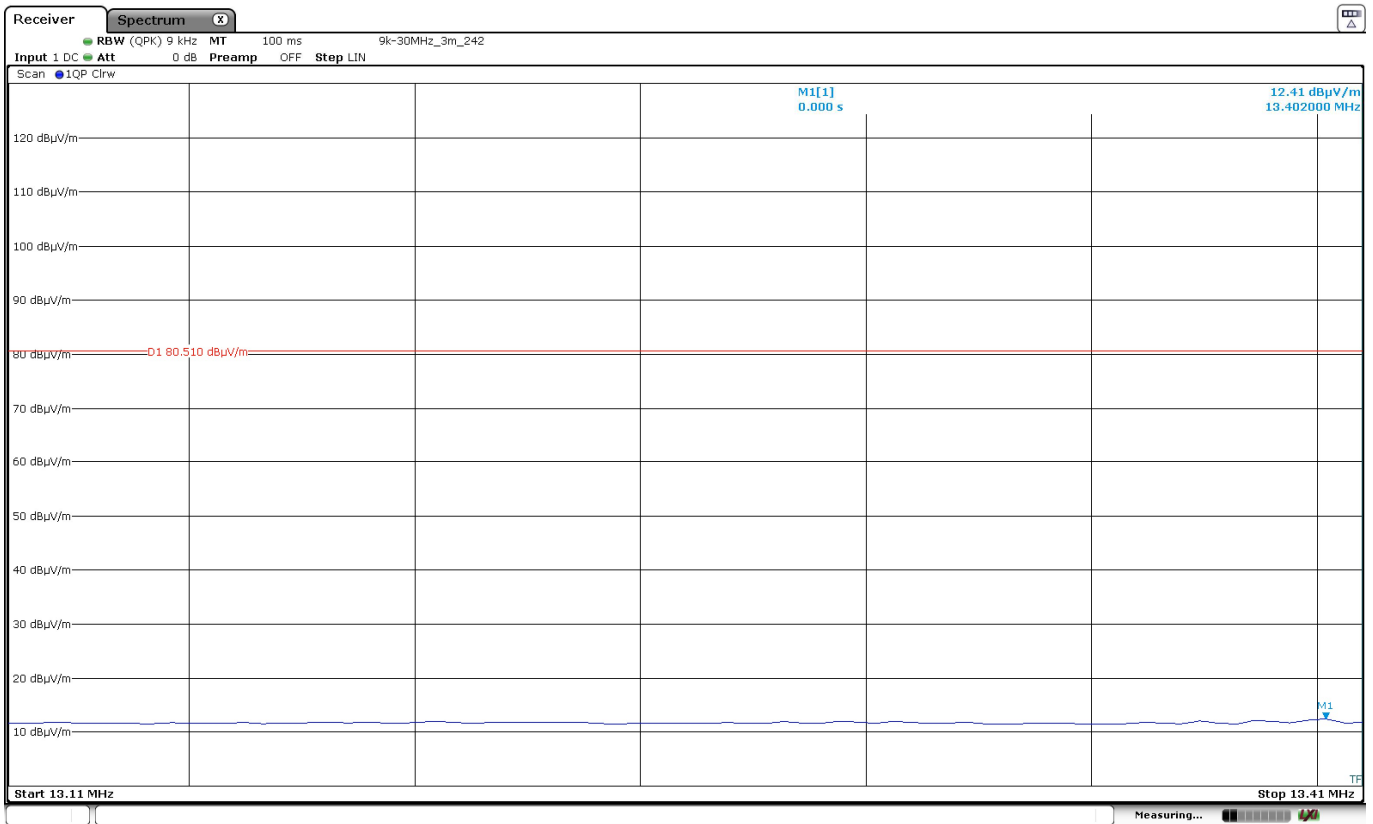 Receiver Spectrum X
RBW (QPK) 9 kHz MT 100 ms 9k-30MHz_3m_242
Input 1 DC Att 0 dB Preamp OFF Step LIN
Scan 1QP Clrw
M1[1] 12.41 dBµV/m
0.000 s 13.402000 MHz
120 dBµV/m
110 dBµV/m
100 dBµV/m
90 dBµV/m
80 dBµV/m D1 80.510 dBµV/m
70 dBµV/m
60 dBµV/m
50 dBµV/m
40 dBµV/m
30 dBµV/m
20 dBµV/m
M1
10 dBµV/m
TF
Start 13.11 MHz Stop 13.41 MHz
Measuring... LXI